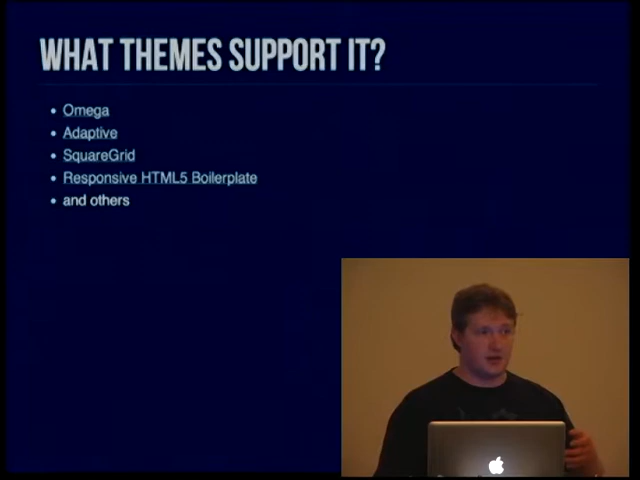 WHAT THEMES SUPPORT IT?
• Omega
• Adaptive
• SquareGrid
• Responsive HTML5 Boilerplate
• and others